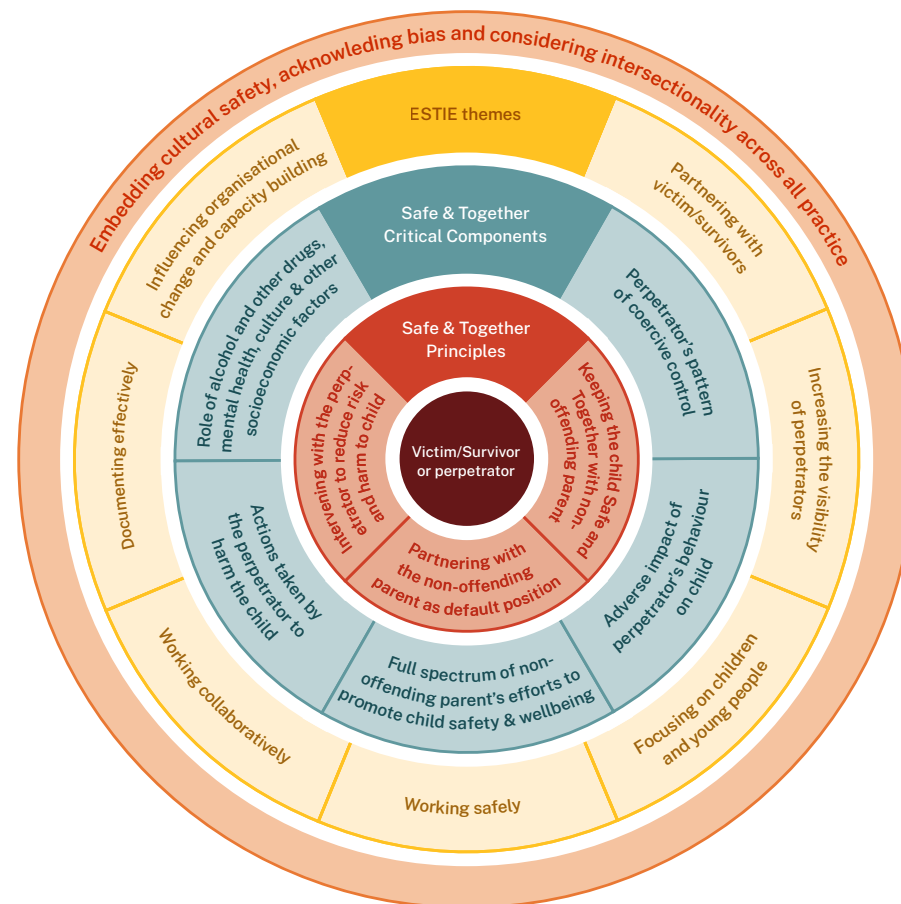 Embedding cultural safety, acknowleding bias and considering intersectionality across all practice
ESTIE themes
Partnering with
victim/survivors
Increasing the visibility
of perpetrators
Focusing on children
and young people
Working safely
Working collaboratively
Documenting effectively
Influencing organisational
change and capacity building
Safe & Together
Critical Components
Perpetrator's pattern
of coercive control
Adverse impact of
perpetrator's behaviour
on child
Full spectrum of non-
offending parent's efforts to
promote child safety & wellbeing
Actions taken by
the perpetrator to
harm the child
Role of alcohol and other drugs,
mental health, culture & other
socioeconomic factors
Safe & Together
Principles
Keeping the child Safe and
Together with non-
offending parent
Partnering with
the non-offending
parent as default position
Intervening with the perp-
etrator to reduce risk
and harm to child
Victim/Survivor
or perpetrator